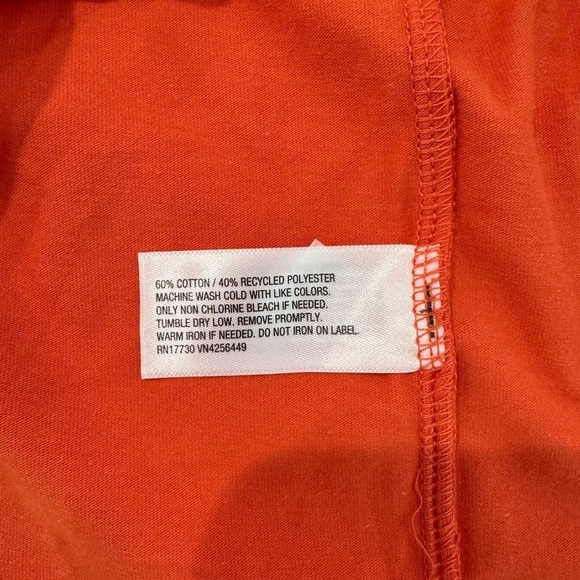 60% COTTON / 40% RECYCLED POLYESTER
MACHINE WASH COLD WITH LIKE COLORS.
ONLY NON CHLORINE BLEACH IF NEEDED.
TUMBLE DRY LOW. REMOVE PROMPTLY.
WARM IRON IF NEEDED. DO NOT IRON ON LABEL.
RN17730 VN4256449